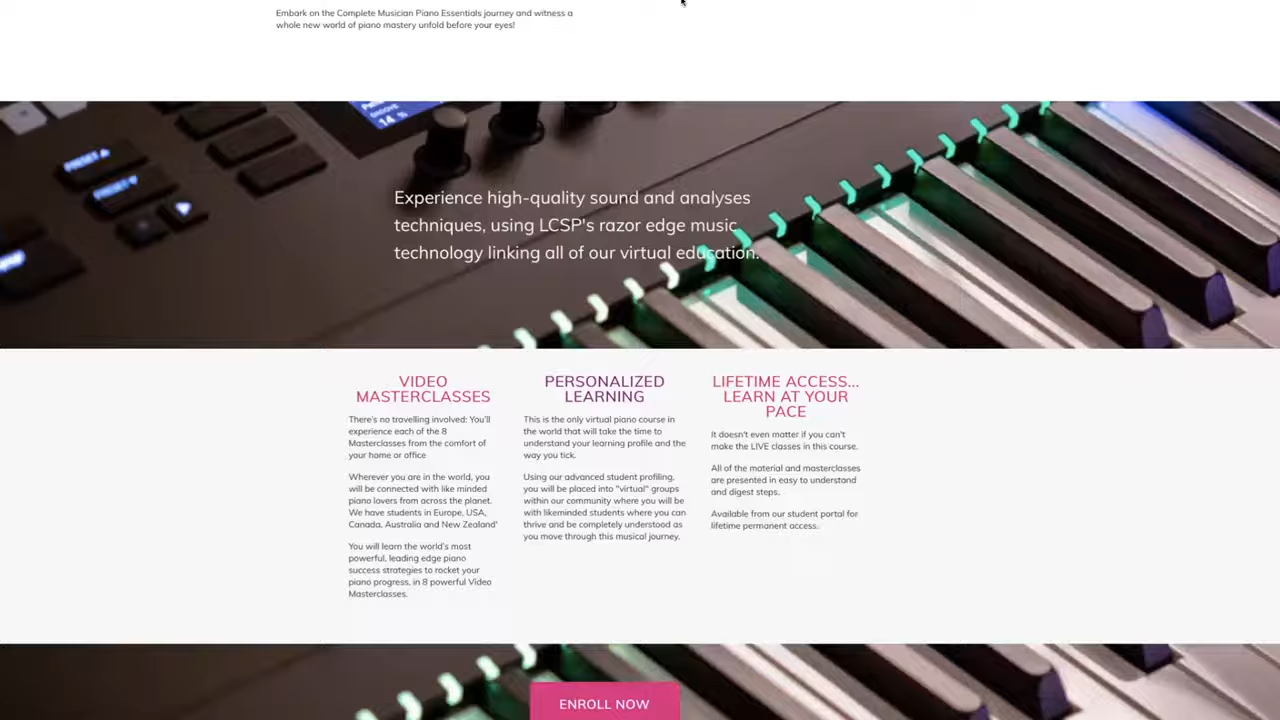 Embark on the Complete Musician Piano Essentials journey and witness a
whole new world of piano mastery unfold before your eyes!
14 %
PRESET▲
PRESET▼
Experience high-quality sound and analyses
techniques, using LCSP's razor edge music
technology linking all of our virtual education.
VIDEO
MASTERCLASSES
There's no travelling involved: You'll
experience each of the 8
Masterclasses from the comfort of
your home or office
Wherever you are in the world, you
will be connected with like minded
piano lovers from across the planet.
We have students in Europe, USA,
Canada, Australia and New Zealand'
You will learn the world's most
powerful, leading edge piano
success strategies to rocket your
piano progress, in 8 powerful Video
Masterclasses.
PERSONALIZED
LEARNING
This is the only virtual piano course in
the world that will take the time to
understand your learning profile and the
way you tick.
Using our advanced student profiling,
you will be placed into "virtual" groups
within our community where you will be
with likeminded students where you can
thrive and be completely understood as
you move through this musical journey.
LIFETIME ACCESS...
LEARN AT YOUR
PACE
It doesn't even matter if you can't
make the LIVE classes in this course.
All of the material and masterclasses
are presented in easy to understand
and digest steps.
Available from our student portal for
lifetime permanent access.
ENROLL NOW